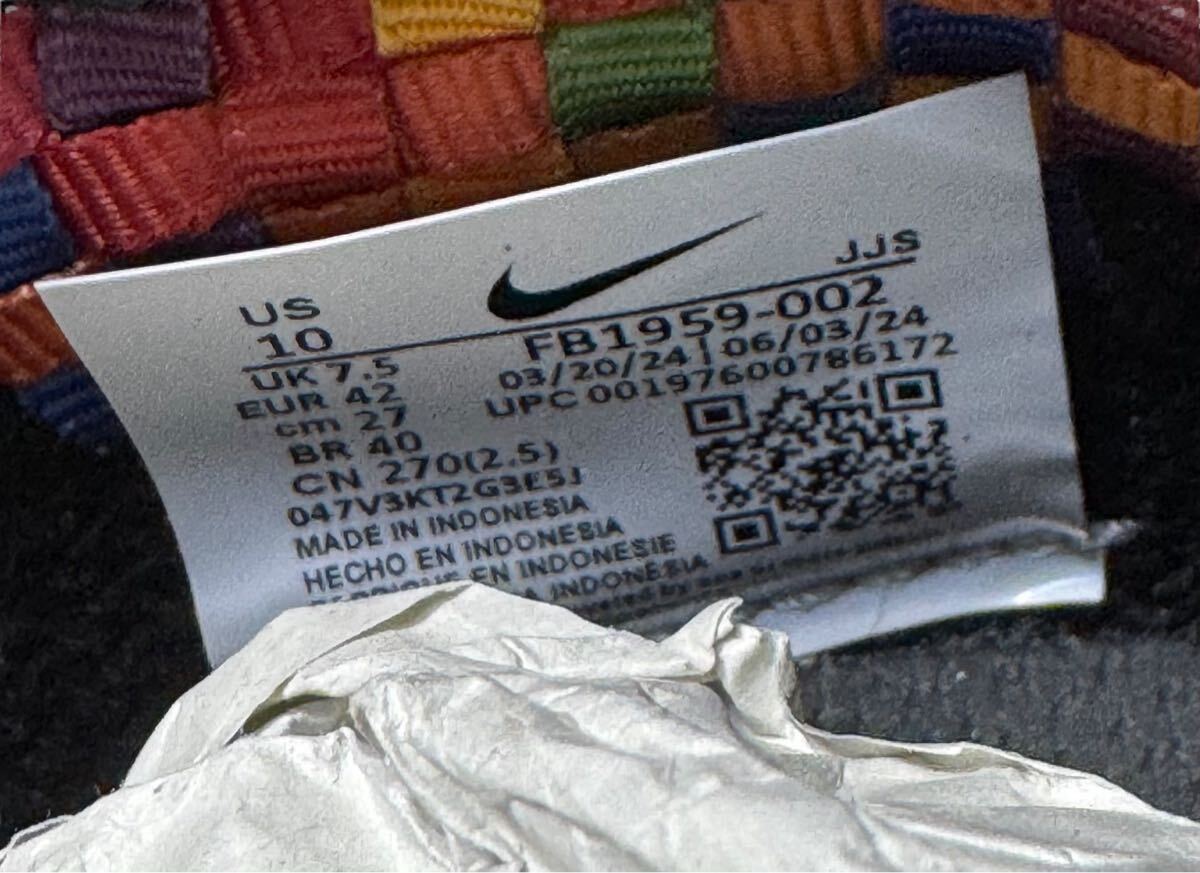 US
10
UK 7.5
EUR 42
cm 27
BR 40
CN 270(2.5)
047V3KT2G3E5J
MADE IN INDONESIA
HECHO EN INDONESIA
EN INDONESIE
INDONESIA
JJS
FB1959-002
03/20/24 | 06/03/24
UPC 00197600786172